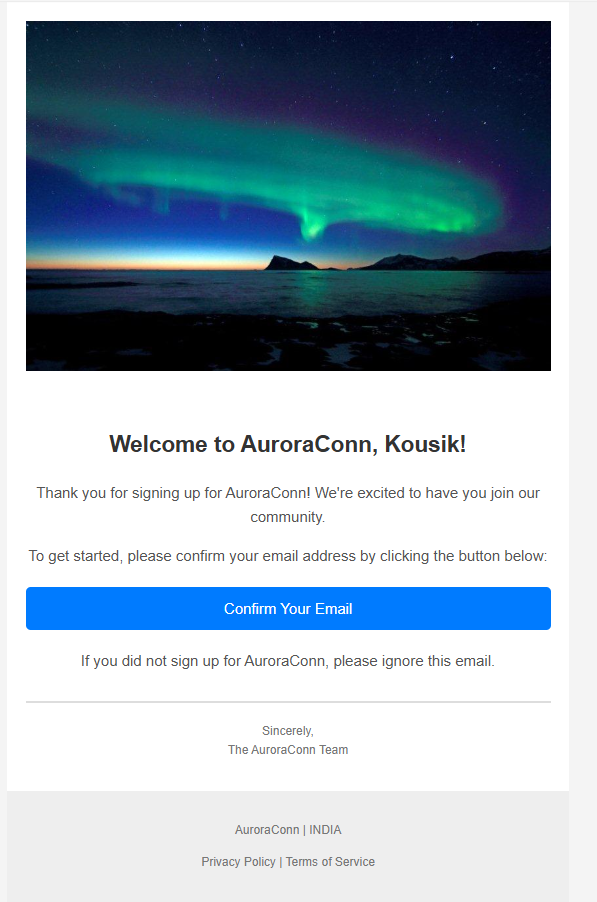 Welcome to AuroraConn, Kousik!
Thank you for signing up for AuroraConn! We're excited to have you join our
community.
To get started, please confirm your email address by clicking the button below:
Confirm Your Email
If you did not sign up for AuroraConn, please ignore this email.
Sincerely,
The AuroraConn Team
AuroraConn | INDIA
Privacy Policy | Terms of Service